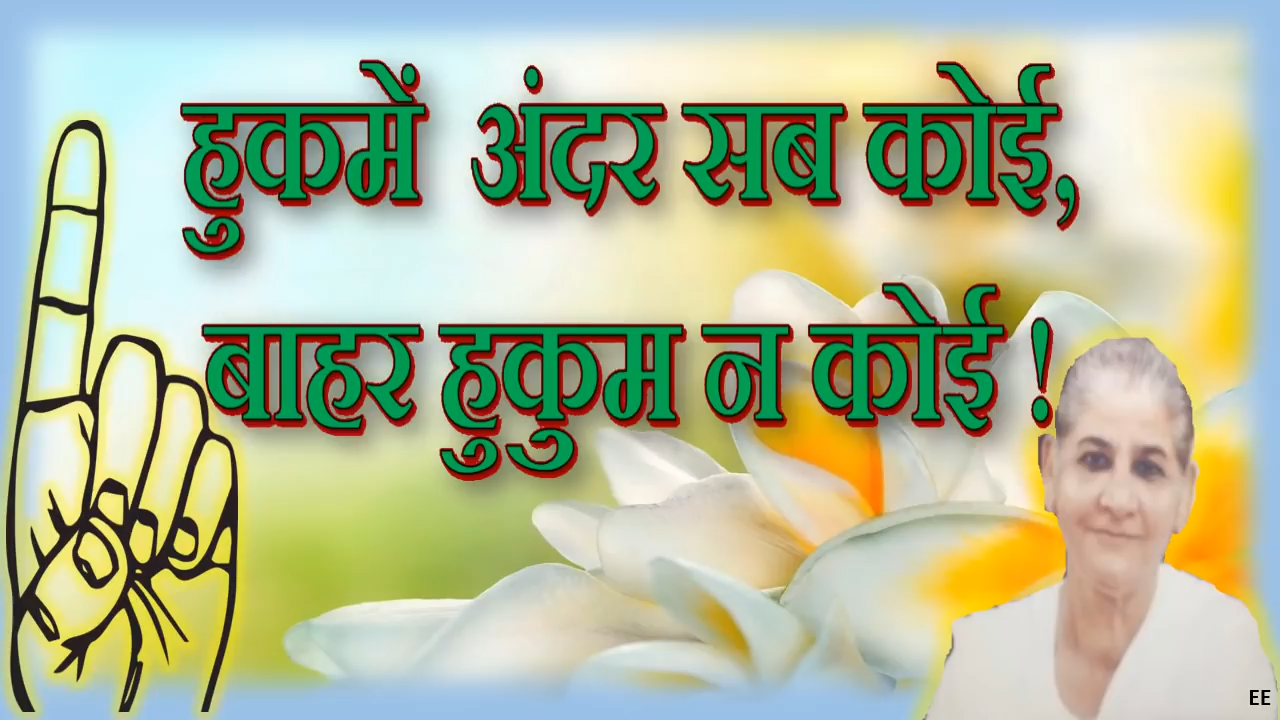 हुकमें अंदर सब कोई,
बाहर हुकुम न कोई !
EE